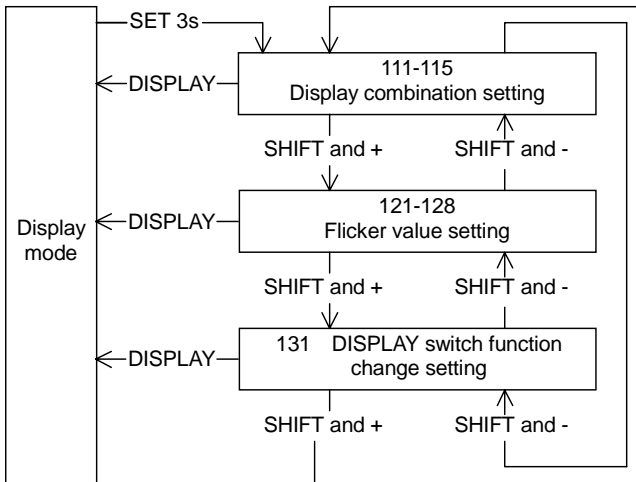 SET 3s
111-115
Display combination setting
DISPLAY
SHIFT and +
SHIFT and -
121-128
Flicker value setting
DISPLAY
Display
mode
SHIFT and +
SHIFT and -
131 DISPLAY switch function
change setting
DISPLAY
SHIFT and +
SHIFT and -